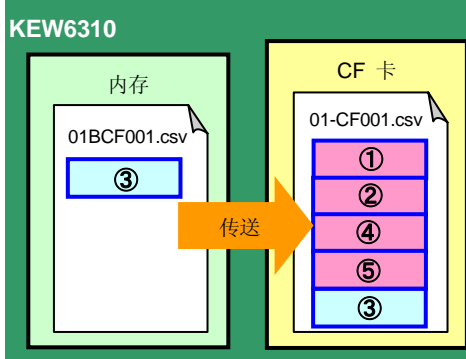 KEW6310
内存
01BCF001.csv
③
传送
CF 卡
01-CF001.csv
①
②
④
⑤
③